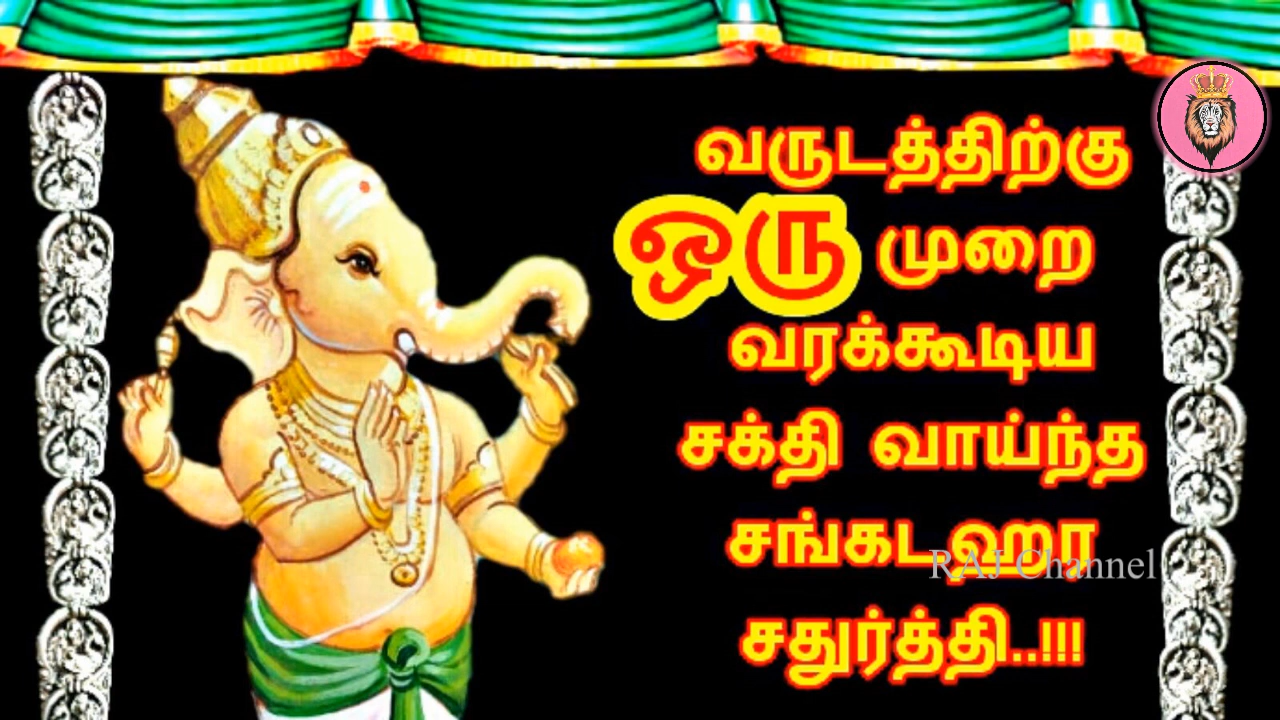 வருடத்திற்கு
ஒரு முறை
வரக்கூடிய
சக்தி வாய்ந்த
சங்கடஹர
RAJ Channel
சதுர்த்தி..!!!